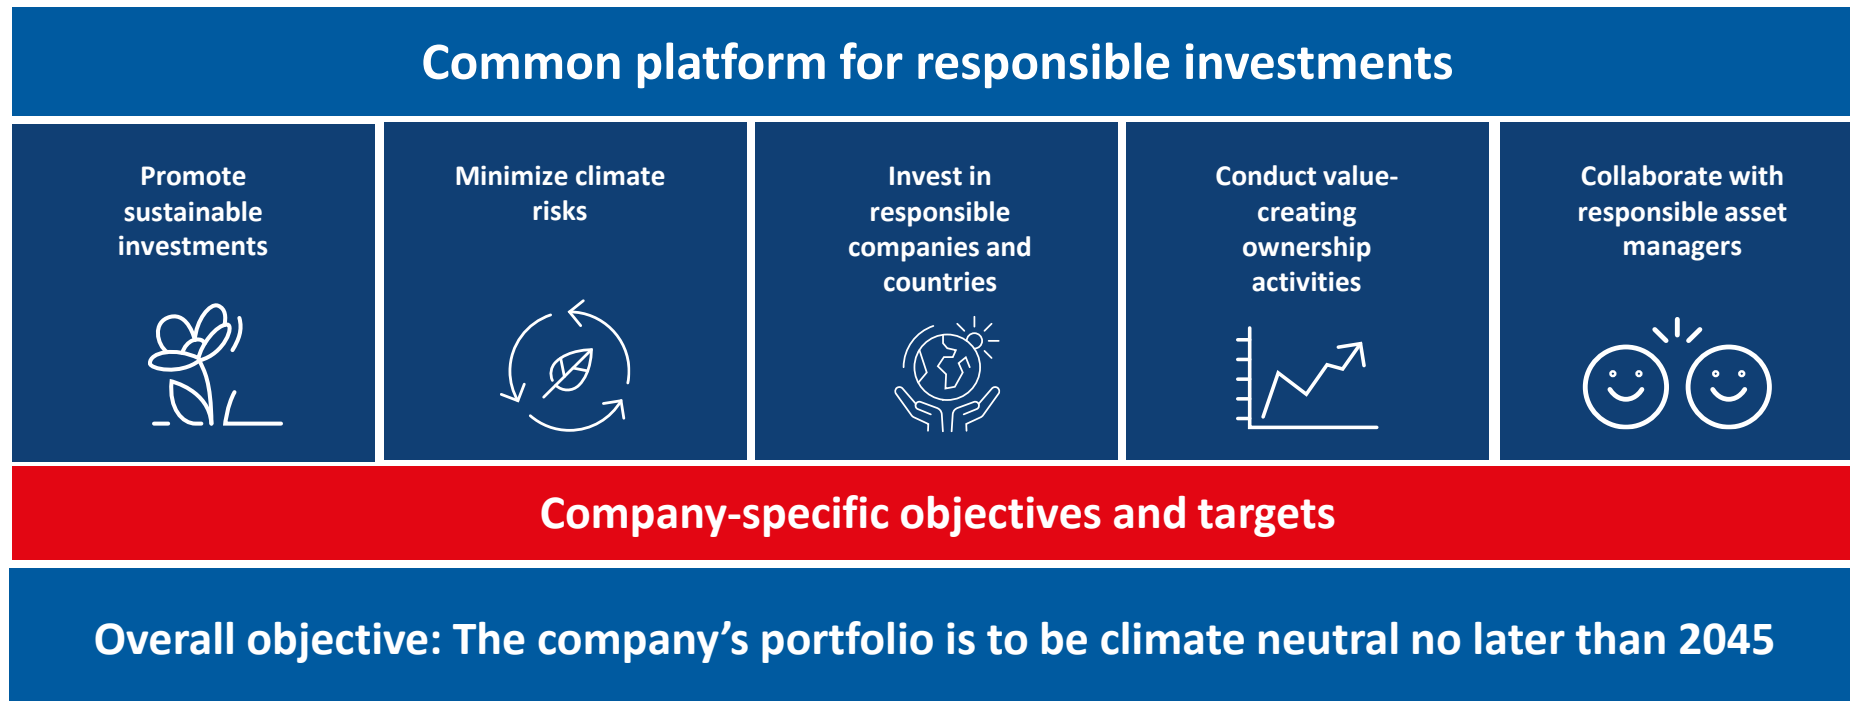 Common platform for responsible investments
Promote
sustainable
investments
Minimize climate
risks
Invest in
responsible
companies and
countries
Conduct value-
creating
ownership
activities
Collaborate with
responsible asset
managers
Company-specific objectives and targets
Overall objective: The company’s portfolio is to be climate neutral no later than 2045